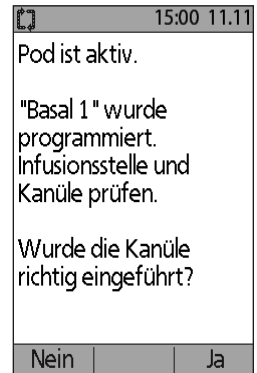 15:00 11.11
Pod ist aktiv.
"Basal 1" wurde
programmiert.
Infusionsstelle und
Kanüle prüfen.
Wurde die Kanüle
richtig eingeführt?
Nein Ja